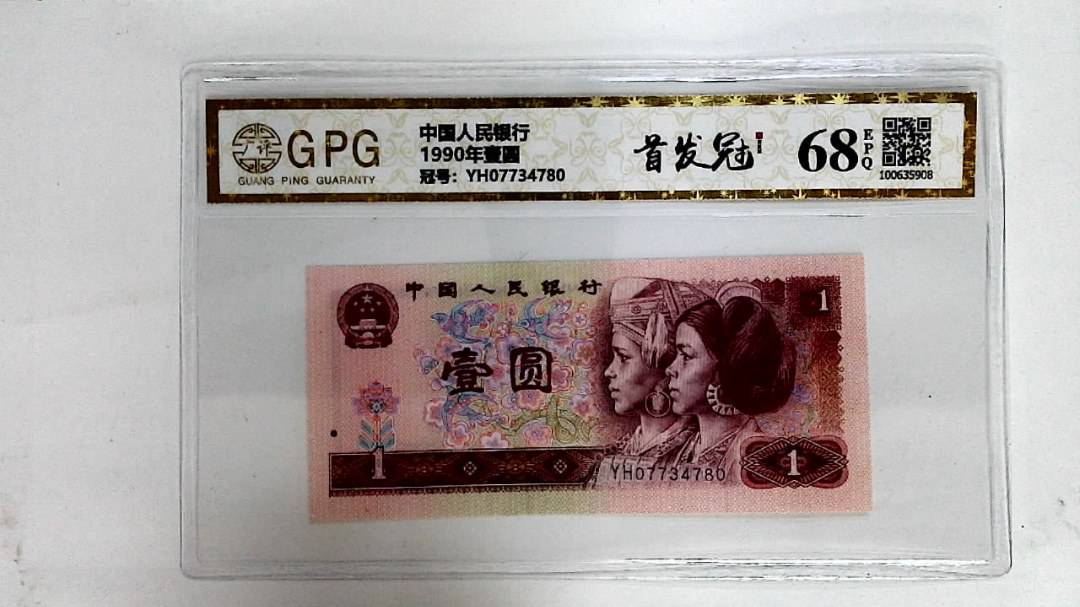 广评
GPG
GUANG PING GUARANTY
中国人民银行
1990年壹圆
冠号：YH07734780
首发冠
68
EPQ
100635908
中国人民银行
1
壹圆
1
YH07734780
1